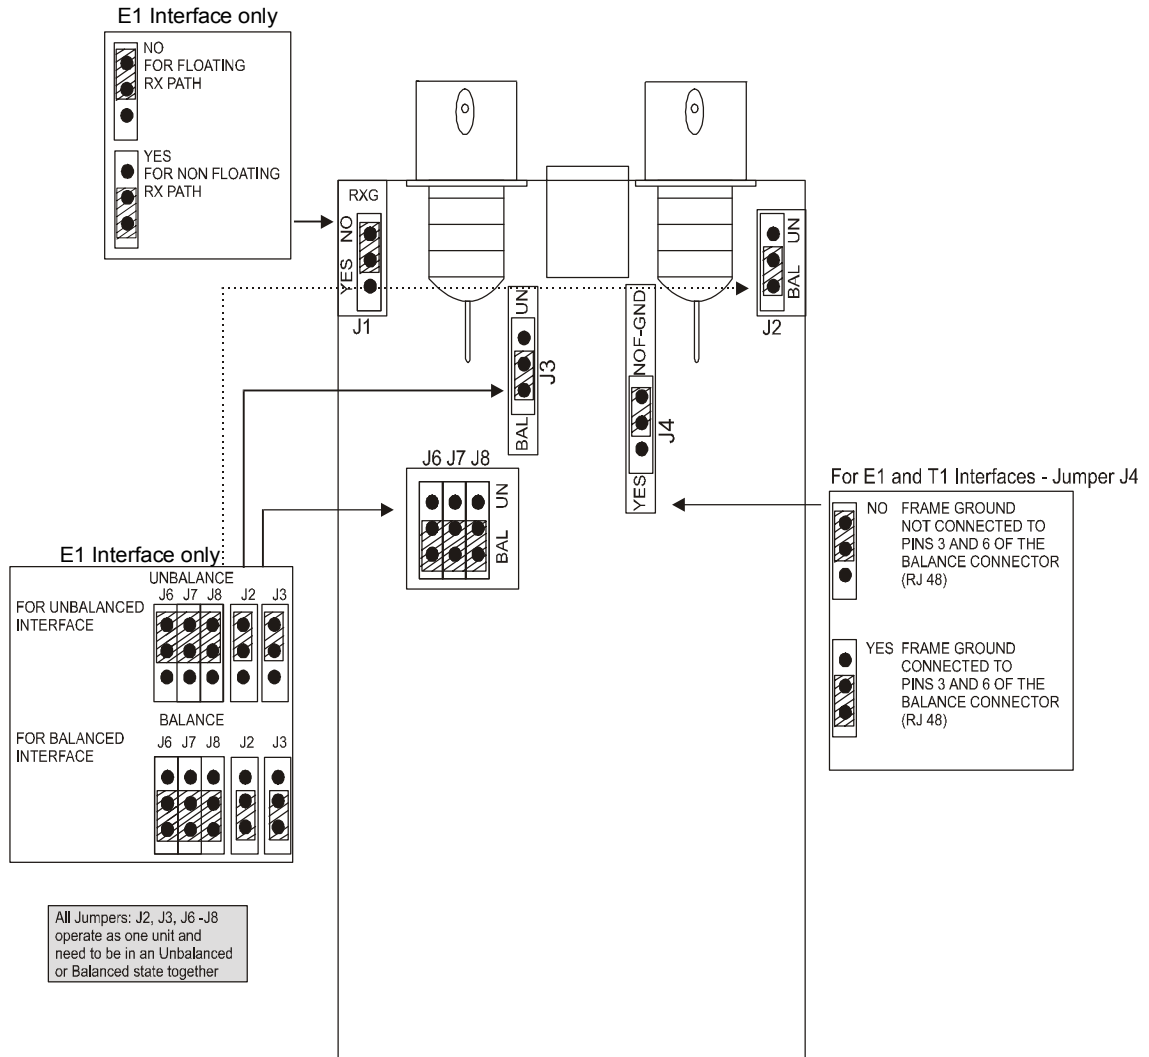 E1 Interface only
NO
FOR FLOATING
RX PATH
YES
FOR NON FLOATING
RX PATH
RXG
YES NO
J1
UN
BAL
J2
UN
BAL
J3
NOF-GND
YES
J4
J6 J7 J8
UN
BAL
For E1 and T1 Interfaces - Jumper J4
NO FRAME GROUND
NOT CONNECTED TO
PINS 3 AND 6 OF THE
BALANCE CONNECTOR
(RJ 48)
YES FRAME GROUND
CONNECTED TO
PINS 3 AND 6 OF THE
BALANCE CONNECTOR
(RJ 48)
E1 Interface only
UNBALANCE
FOR UNBALANCED
INTERFACE
J6 J7 J8 J2 J3
BALANCE
FOR BALANCED
INTERFACE
J6 J7 J8 J2 J3
All Jumpers: J2, J3, J6 -J8
operate as one unit and
need to be in an Unbalanced
or Balanced state together